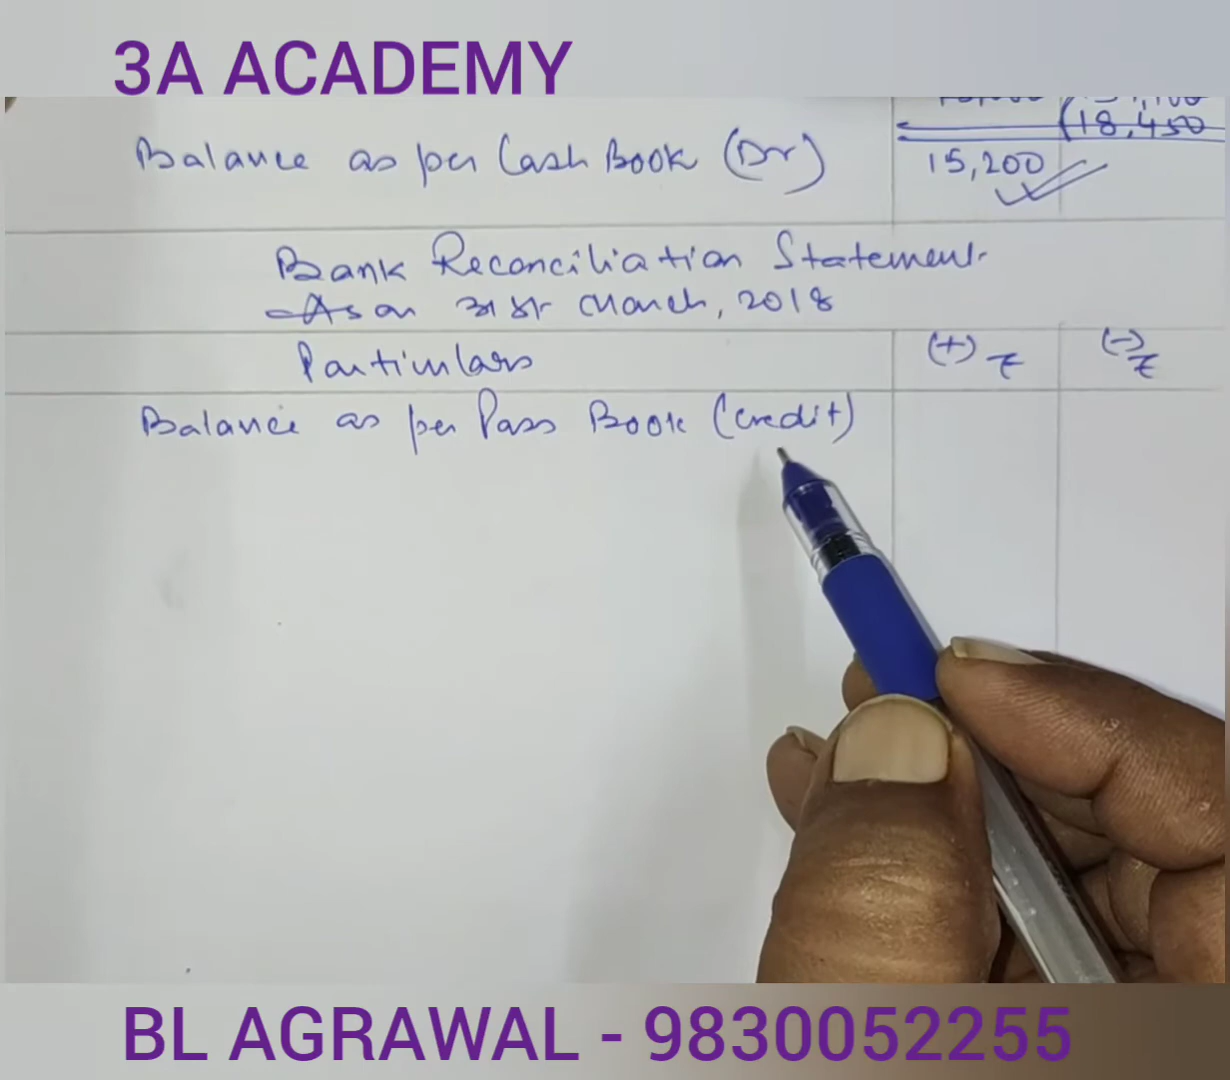 3A ACADEMY
(18,450
Balance as per Cash Book (Dr) 15,200
Bank Reconciliation Statement
As on 31st March, 2018
Particulars (+) ₹ (-) ₹
Balance as per Pass Book (Credit)
BL AGRAWAL - 9830052255